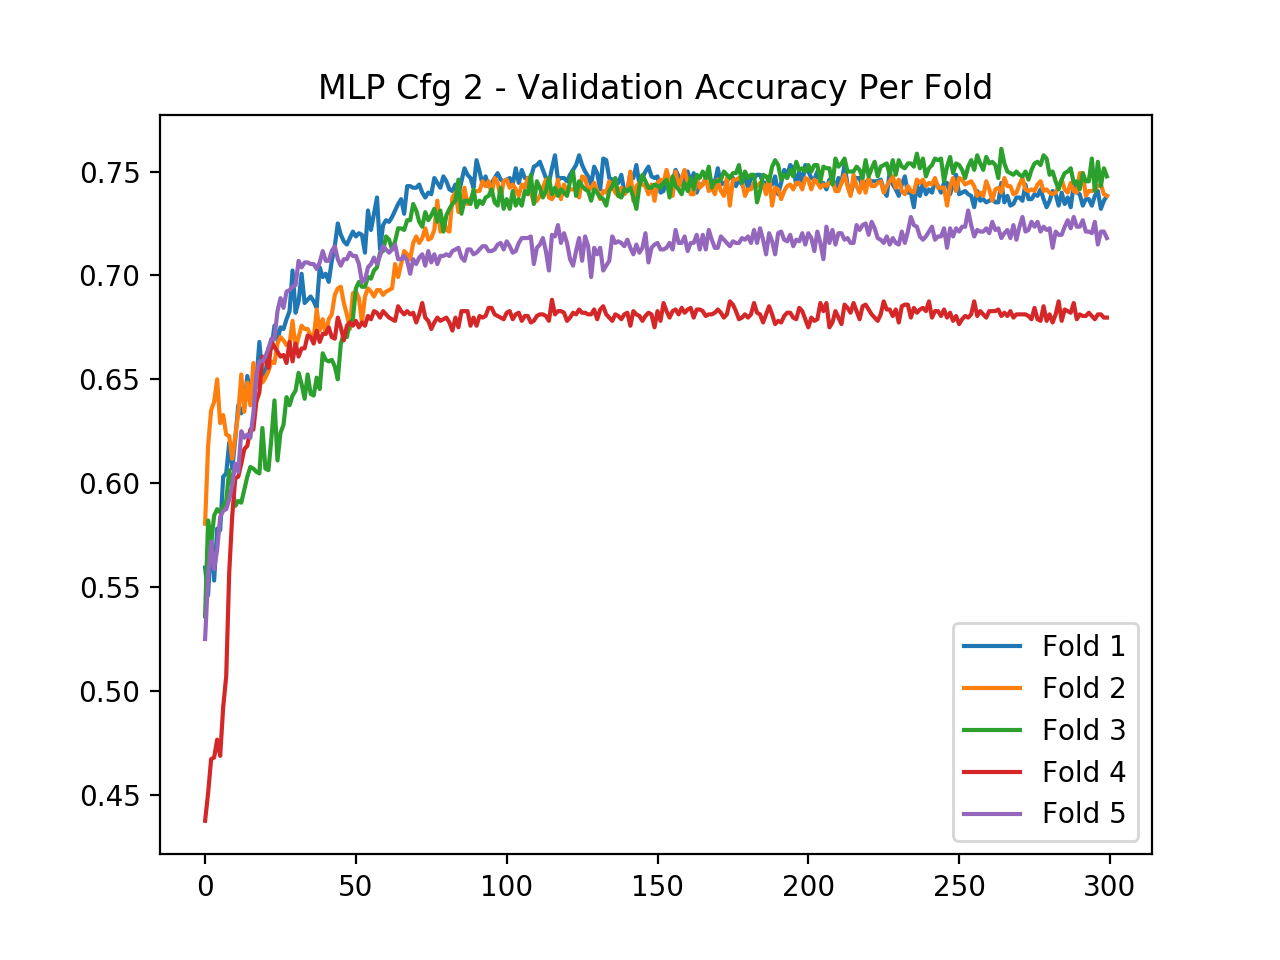 MLP Cfg 2 - Validation Accuracy Per Fold
0.75
0.70
0.65
0.60
0.55
0.50
0.45
Fold 1
Fold 2
Fold 3
Fold 4
Fold 5
0 50 100 150 200 250 300